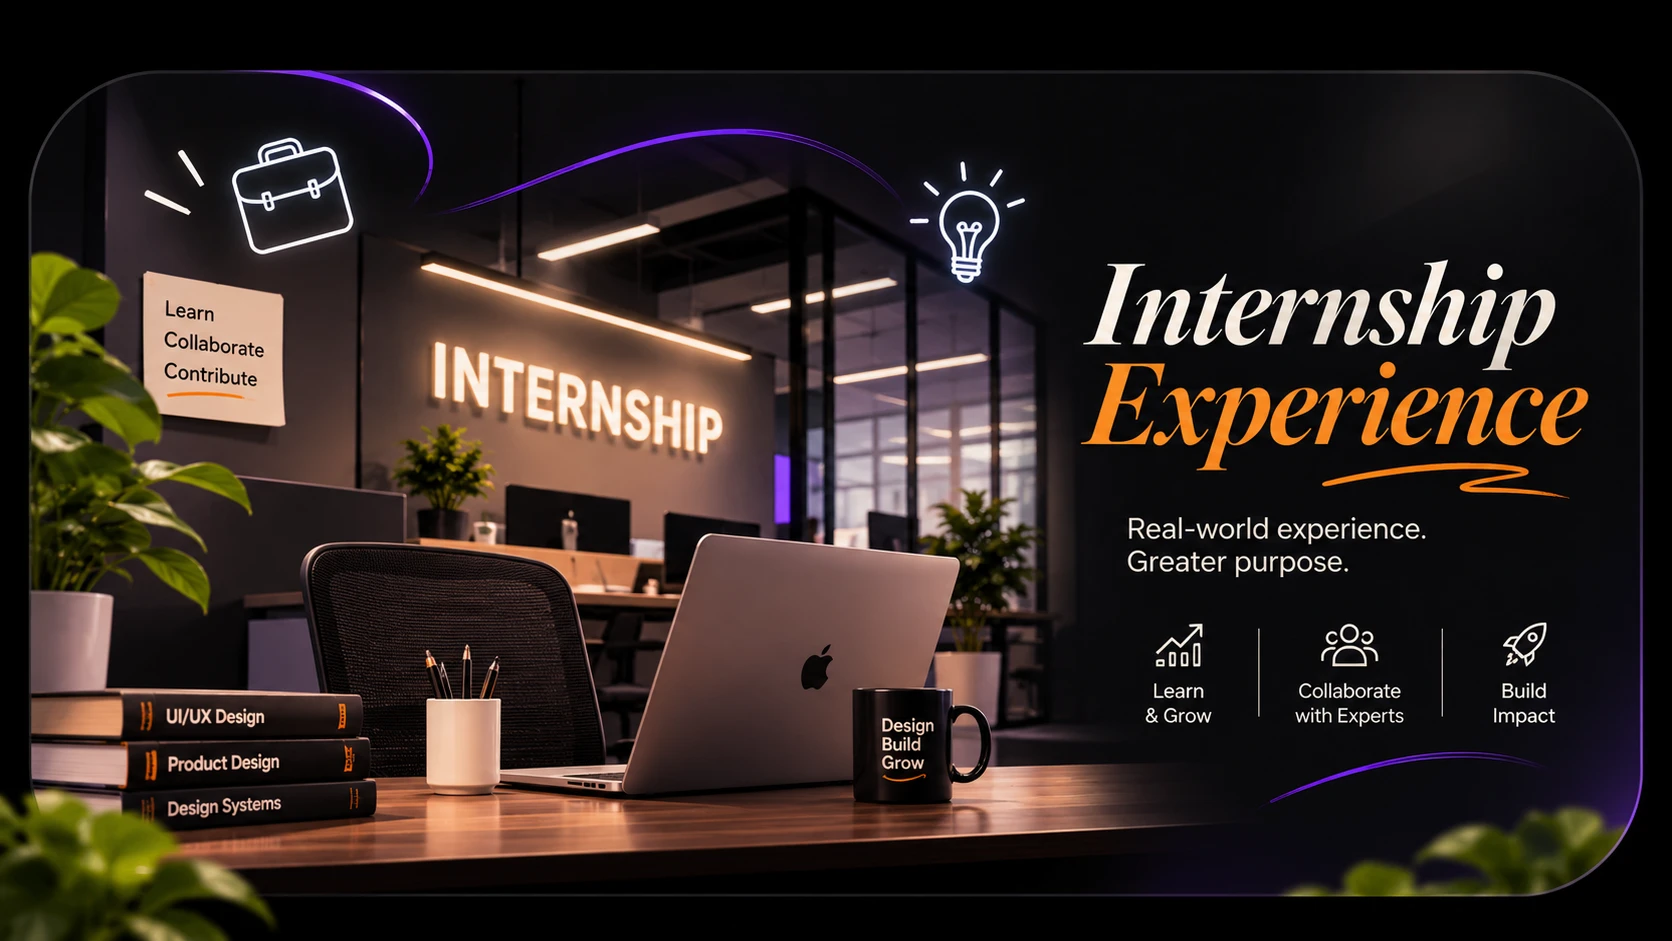 Learn
Collaborate
Contribute
INTERNSHIP
UI/UX Design
Product Design
Design Systems
Design
Build
Grow
Internship
Experience
Real-world experience.
Greater purpose.
Learn
& Grow
Collaborate
with Experts
Build
Impact